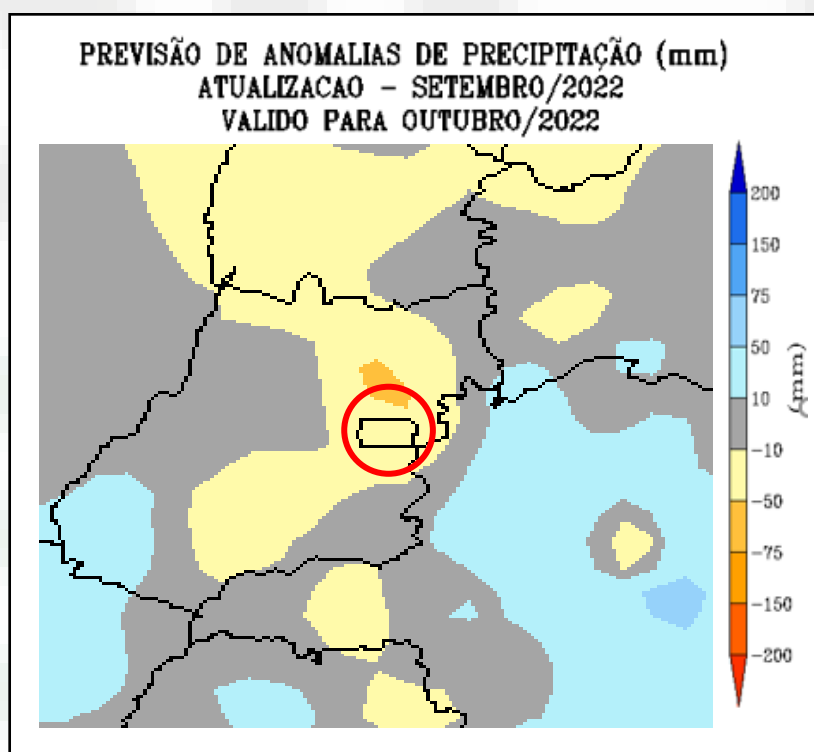 PREVISÃO DE ANOMALIAS DE PRECIPITAÇÃO (mm)
ATUALIZACAO - SETEMBRO/2022
VALIDO PARA OUTUBRO/2022
200
150
75
50
10
-10
-50
-75
-150
-200
(mm)